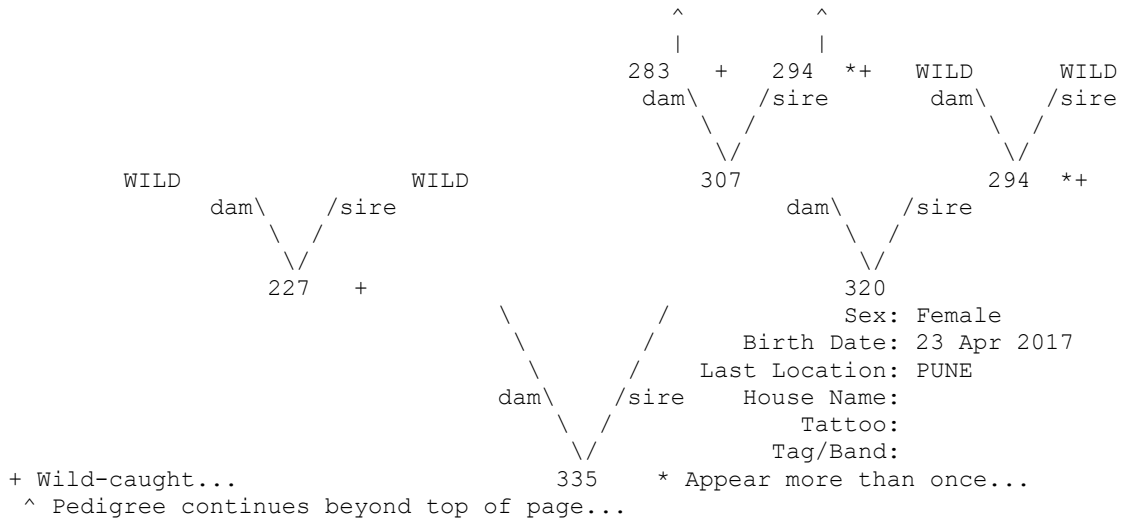 ^ ^
| |
283 + 294 *+ WILD WILD
dam\ /sire dam\ /sire
\ / \ /
\/ \/
WILD WILD 307 294 *+
dam\ /sire dam\ /sire
\ / \ /
\/ \/
227 + 320
\ / Sex: Female
\ / Birth Date: 23 Apr 2017
\ / Last Location: PUNE
dam\ /sire House Name:
\ / Tattoo:
\/ Tag/Band:
+ Wild-caught... 335 * Appear more than once...
^ Pedigree continues beyond top of page...